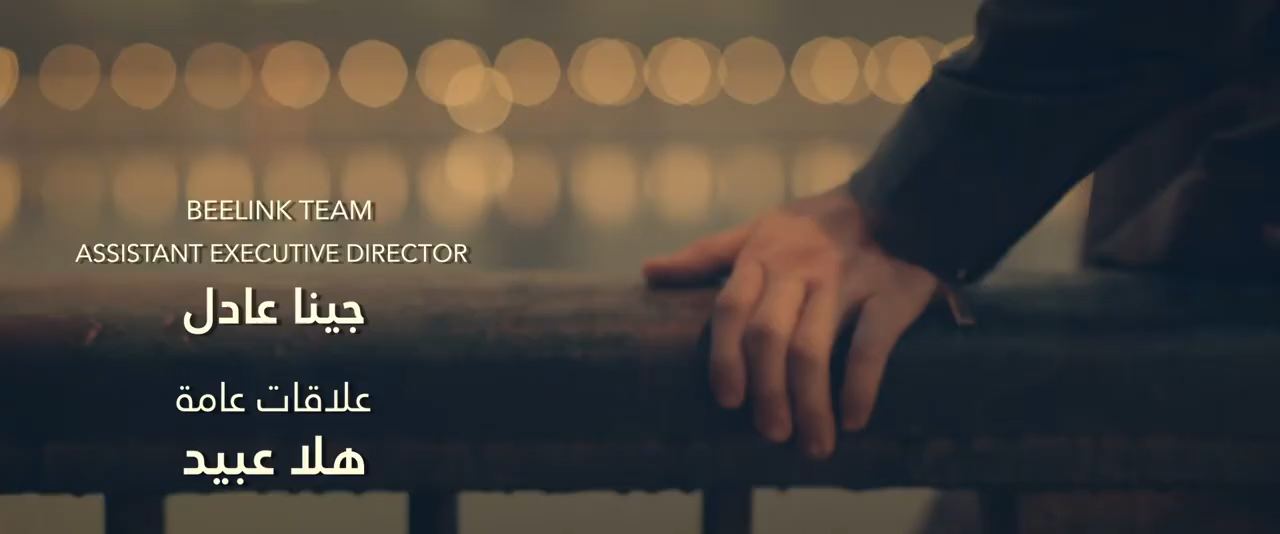 BEELINK TEAM
ASSISTANT EXECUTIVE DIRECTOR
جينا عادل
علاقات عامة
هلا عبيد